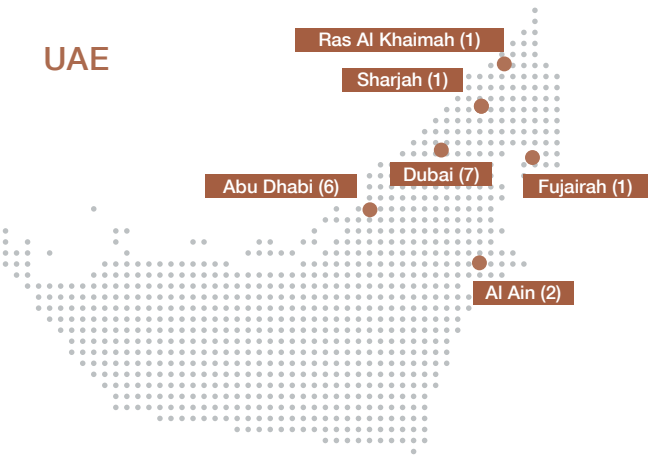 UAE
Ras Al Khaimah (1)
Sharjah (1)
Dubai (7)
Abu Dhabi (6)
Fujairah (1)
Al Ain (2)